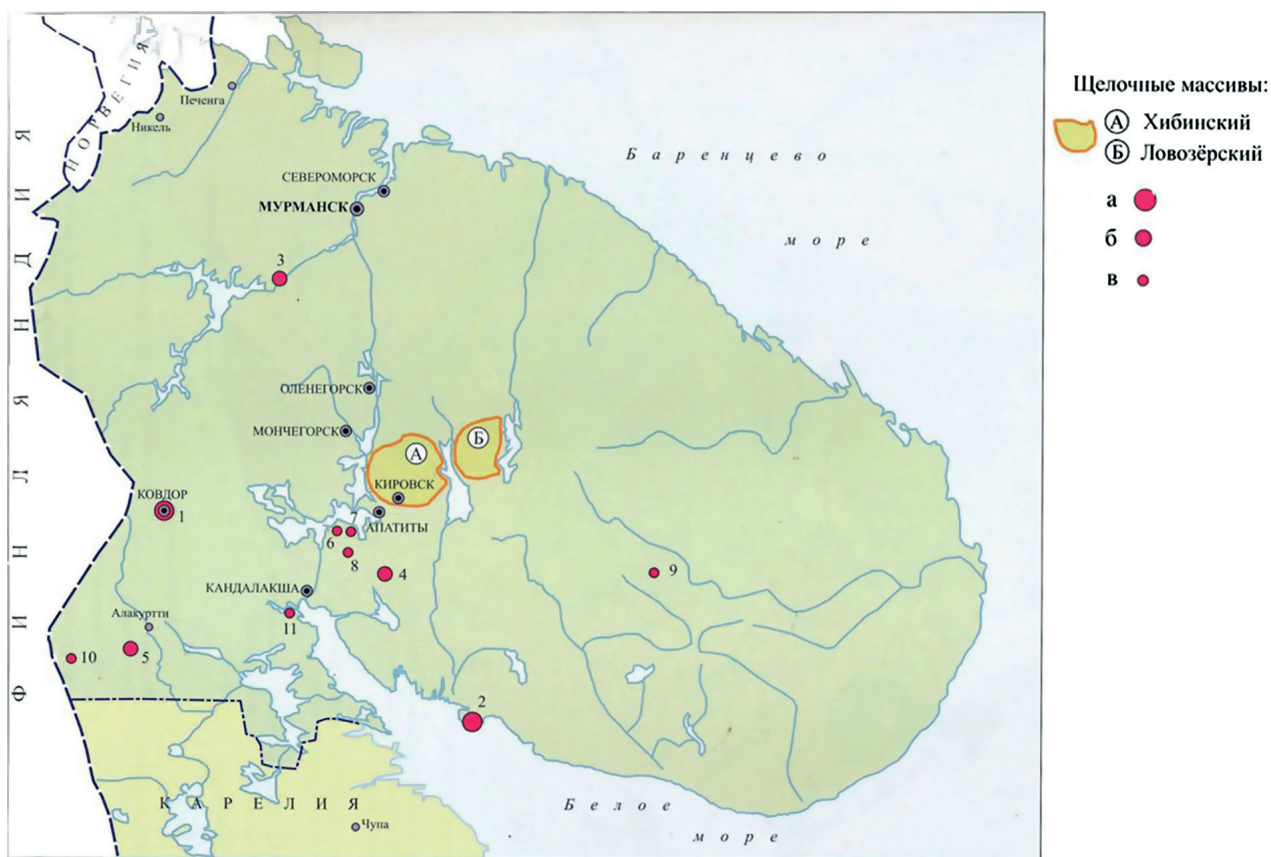 НОРВЕГИЯ
Печенга
Никель
Баренцево
море
СЕВЕРОМОРСК
МУРМАНСК
3
ОЛЕНЕГОРСК
МОНЧЕГОРСК
А
Б
КИРОВСК
АПАТИТЫ
КОВДОР
1
6
7
8
4
9
КАНДАЛАКША
11
Алакуртти
10
5
2
ФИНЛЯНДИЯ
КАРЕЛИЯ
Чупа
Белое
море
Щелочные массивы:
А Хибинский
Б Ловозёрский
а
б
в